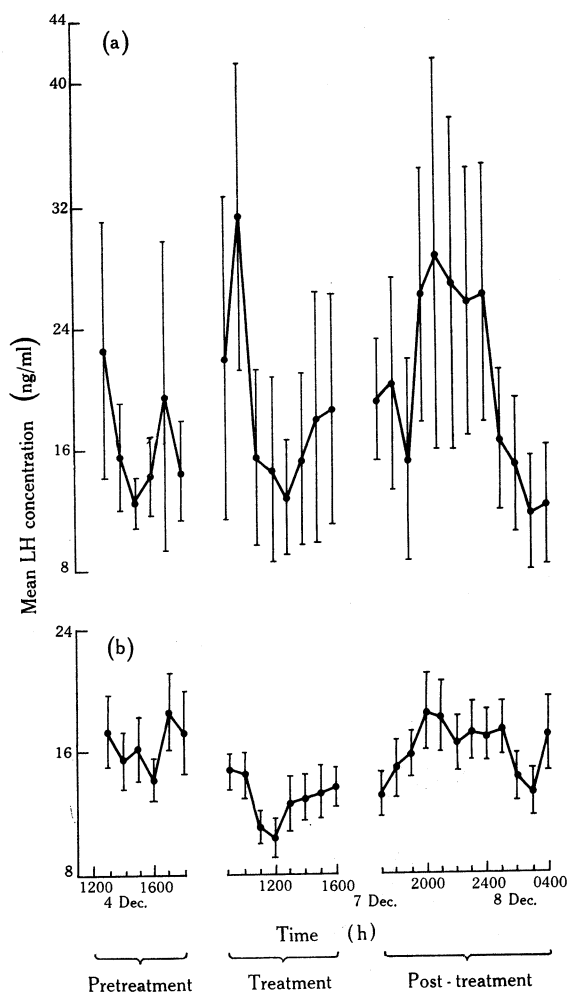 44
(a)
40
32
24
16
8
Mean LH concentration (ng/ml)
24
(b)
16
8
1200 1600 1200 1600 2000 2400 0400
4 Dec. 7 Dec. 8 Dec.
Time (h)
Pretreatment Treatment Post-treatment